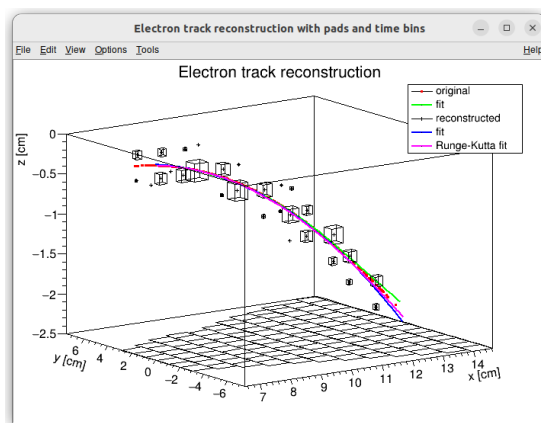 Electron track reconstruction with pads and time bins
File Edit View Options Tools Help
Electron track reconstruction
original
fit
reconstructed
fit
Runge-Kutta fit
z [cm]
0
−0.5
−1
−1.5
−2
−2.5
y [cm]
6 4 2 0 −2 −4 −6
7 8 9 10 11 12 13 14
x [cm]